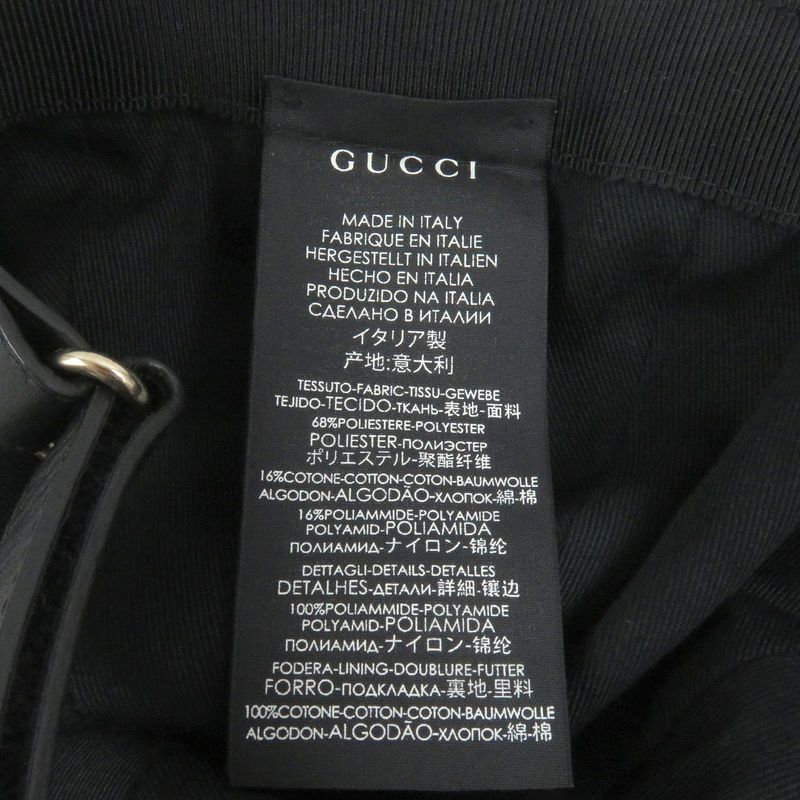 GUCCI
MADE IN ITALY
FABRIQUE EN ITALIE
HERGESTELLT IN ITALIEN
HECHO EN ITALIA
PRODUZIDO NA ITALIA
СДЕЛАНО В ИТАЛИИ
イタリア製
产地:意大利
TESSUTO-FABRIC-TISSU-GEWEBE
TEJIDO-TECIDO-ТКАНЬ-表地-面料
68%POLIESTERE-POLYESTER
POLIESTER-ПОЛИЭСТЕР
ポリエステル-聚酯纤维
16%COTONE-COTTON-COTON-BAUMWOLLE
ALGODON-ALGODÃO-ХЛОПОК-綿-棉
16%POLIAMMIDE-POLYAMIDE
POLYAMID-POLIAMIDA
ПОЛИАМИД-ナイロン-锦纶
DETTAGLI-DETAILS-DETALLES
DETALHES-ДЕТАЛИ-詳細-镶边
100%POLIAMMIDE-POLYAMIDE
POLYAMID-POLIAMIDA
ПОЛИАМИД-ナイロン-锦纶
FODERA-LINING-DOUBLURE-FUTTER
FORRO-ПОДКЛАДКА-裏地-里料
100%COTONE-COTTON-COTON-BAUMWOLLE
ALGODON-ALGODÃO-ХЛОПОК-綿-棉